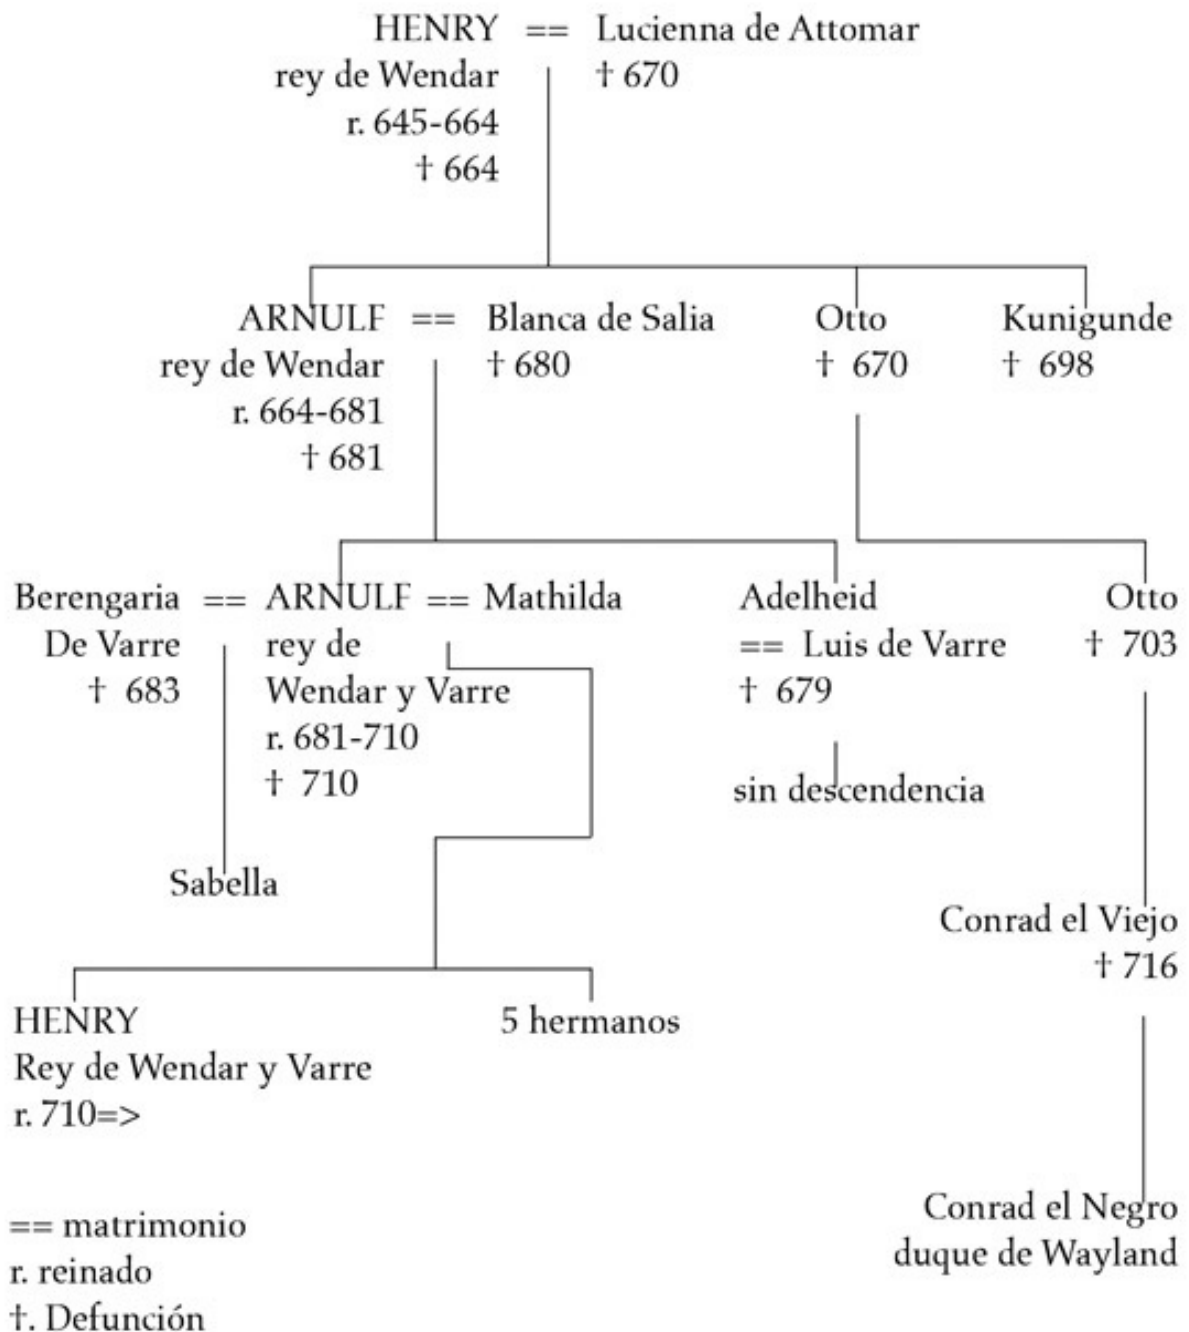 HENRY == Lucienna de Attomar
rey de Wendar † 670
r. 645-664
† 664
ARNULF == Blanca de Salia Otto Kunigunde
rey de Wendar † 680 † 670 † 698
r. 664-681
† 681
Berengaria == ARNULF == Mathilda Adelheid Otto
De Varre rey de == Luis de Varre † 703
† 683 Wendar y Varre † 679
r. 681-710
† 710 sin descendencia
Sabella
Conrad el Viejo
† 716
HENRY 5 hermanos
Rey de Wendar y Varre
r. 710=>
Conrad el Negro
duque de Wayland
== matrimonio
r. reinado
†. Defunción